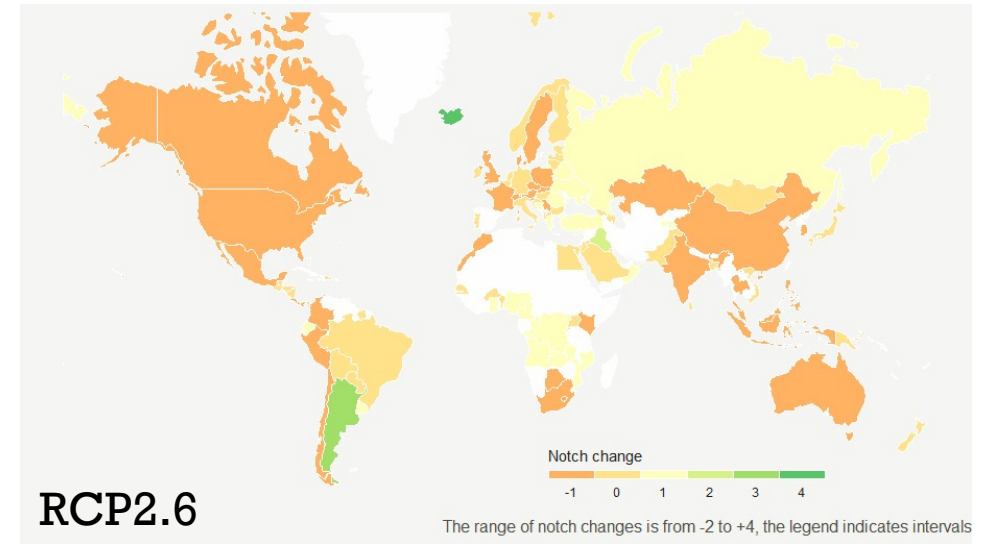 Notch change
-1 0 1 2 3 4
RCP2.6
The range of notch changes is from -2 to +4, the legend indicates intervals